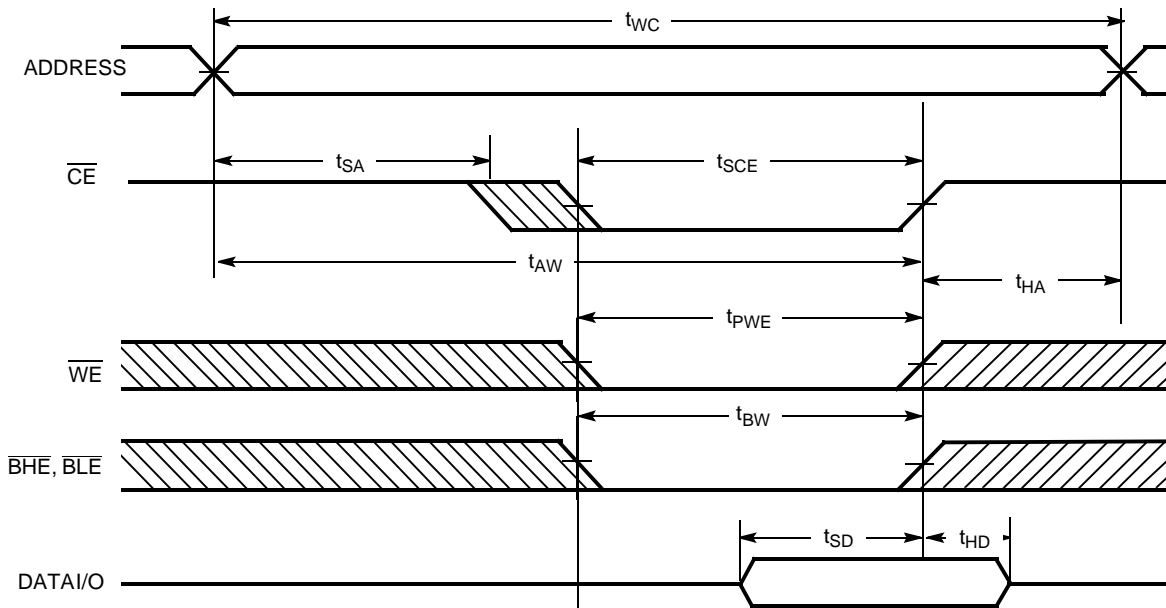 tWC
ADDRESS
tSA
tSCE
CE
tAW
tHA
tPWE
WE
tBW
BHE, BLE
tSD
tHD
DATAI/O